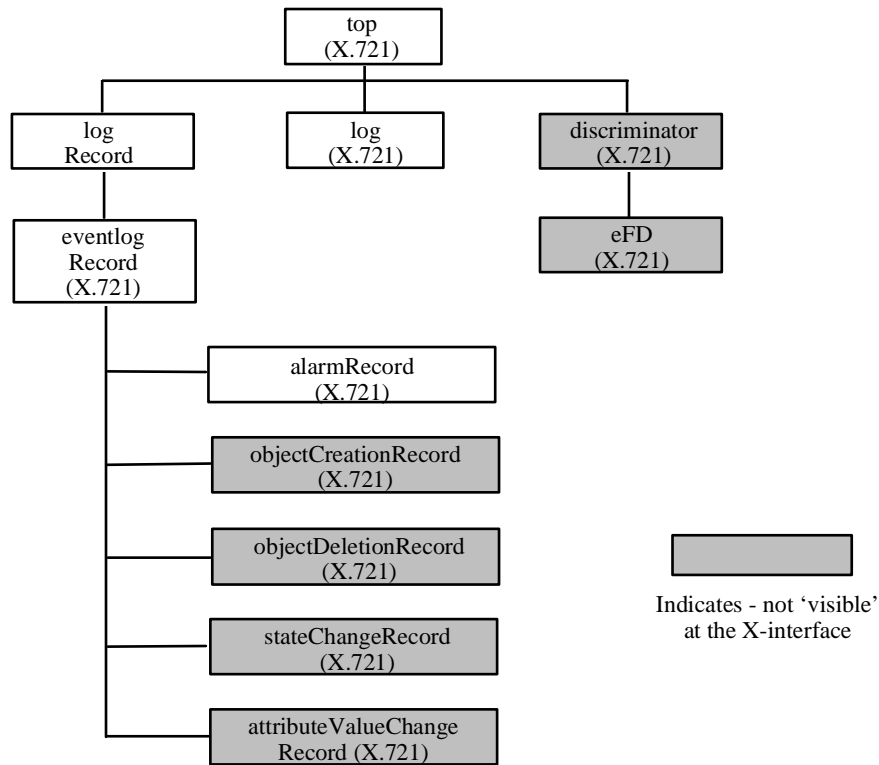 top
(X.721)
log
Record
log
(X.721)
discriminator
(X.721)
eventlog
Record
(X.721)
eFD
(X.721)
alarmRecord
(X.721)
objectCreationRecord
(X.721)
objectDeletionRecord
(X.721)
Indicates - not ‘visible’
at the X-interface
stateChangeRecord
(X.721)
attributeValueChange
Record (X.721)